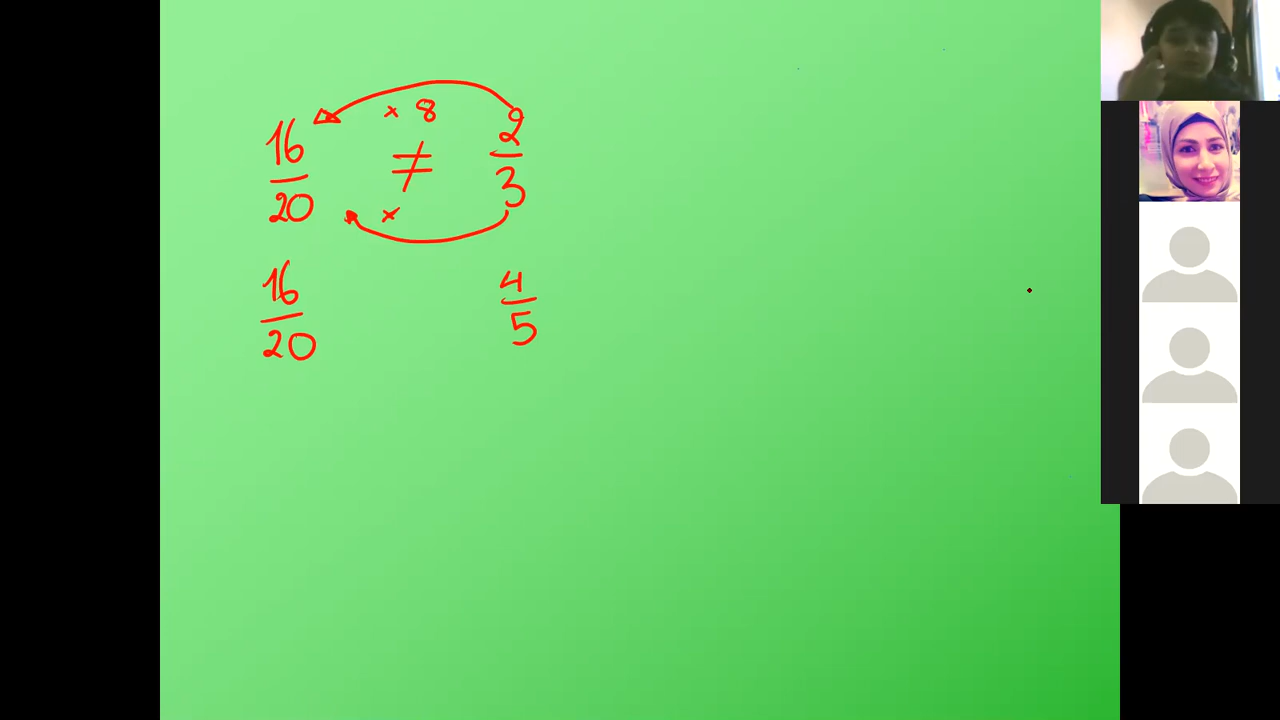 × 8
16/20 ≠ 2/3
×
16/20 4/5